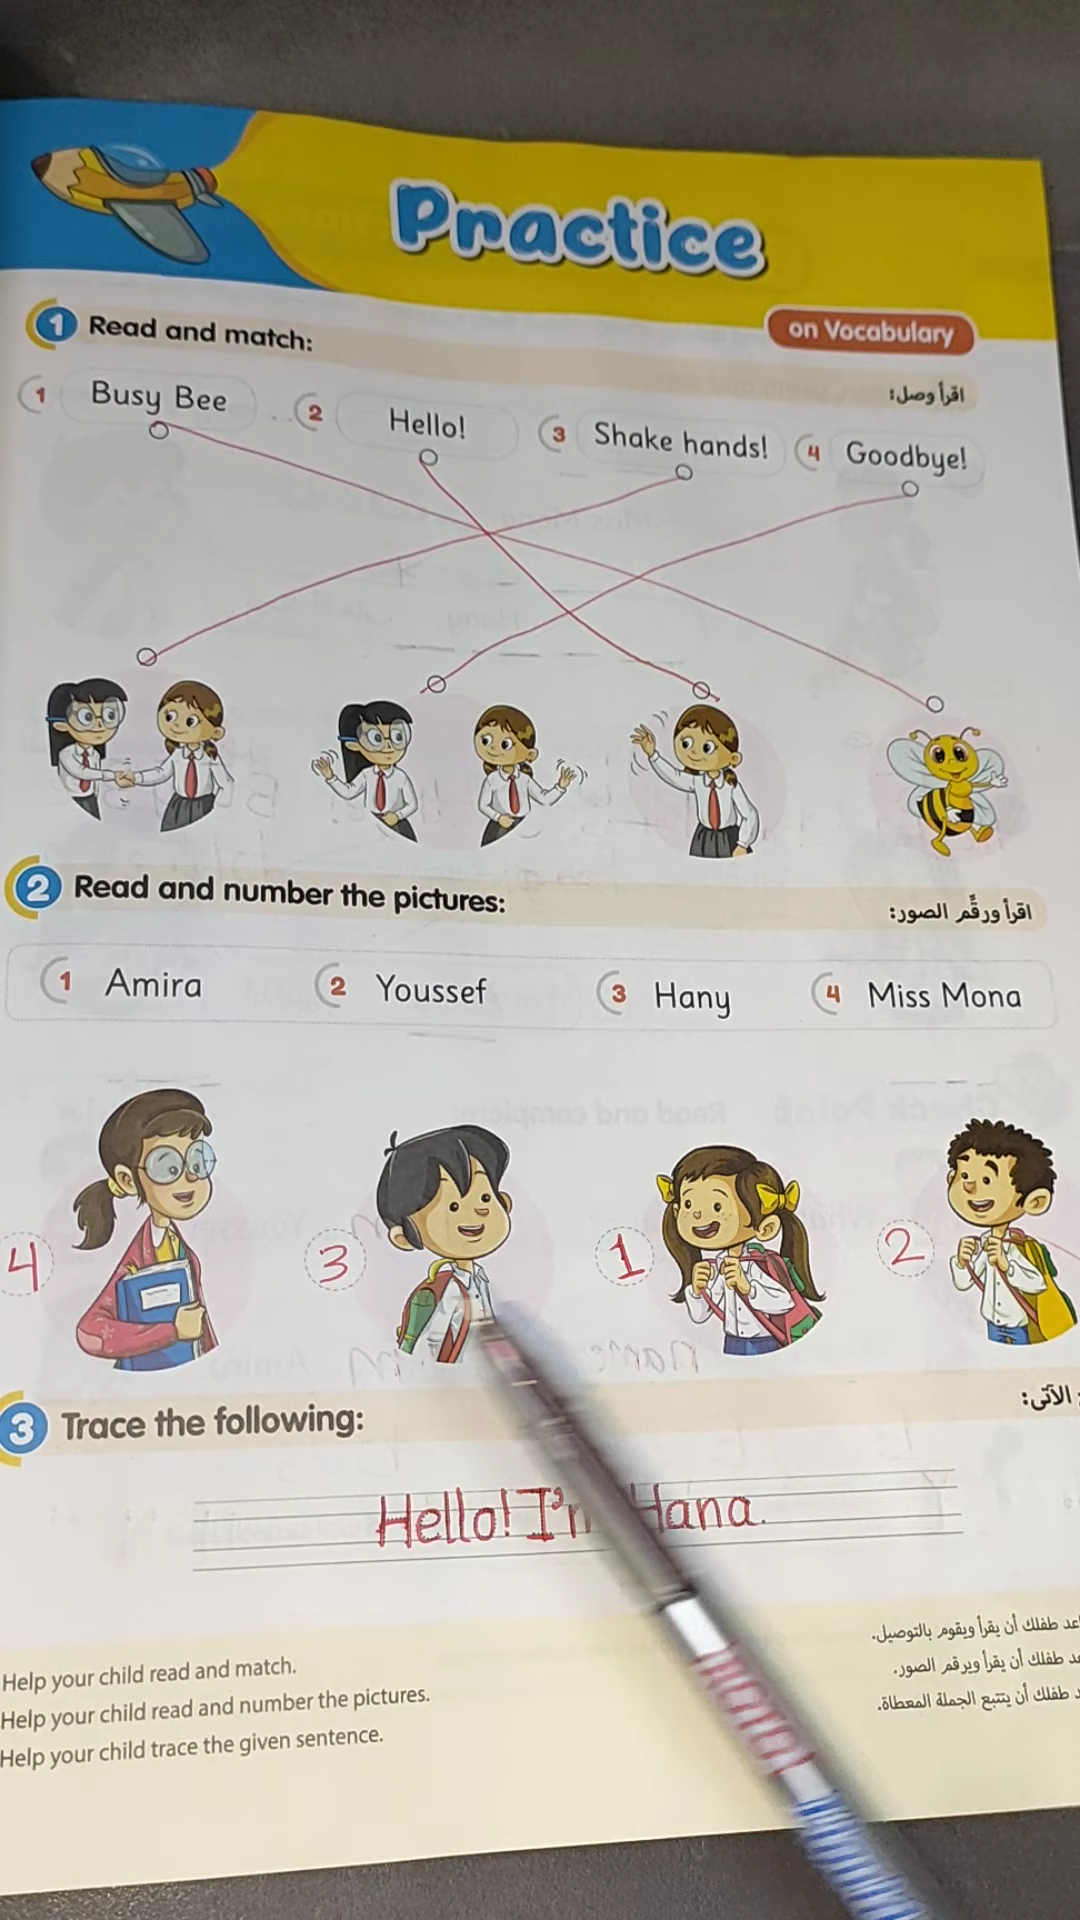 Practice
on Vocabulary
1 Read and match:
اقرأ وصل:
1 Busy Bee 2 Hello! 3 Shake hands! 4 Goodbye!
2 Read and number the pictures:
اقرأ ورقِّم الصور:
1 Amira 2 Youssef 3 Hany 4 Miss Mona
4 3 1 2
3 Trace the following:
الآتى:
Hello! I'm Hana.
Help your child read and match.
طفلك أن يقرأ ويقوم بالتوصيل.
Help your child read and number the pictures.
طفلك أن يقرأ ويرقم الصور.
Help your child trace the given sentence.
طفلك أن يتتبع الجملة المعطاة.